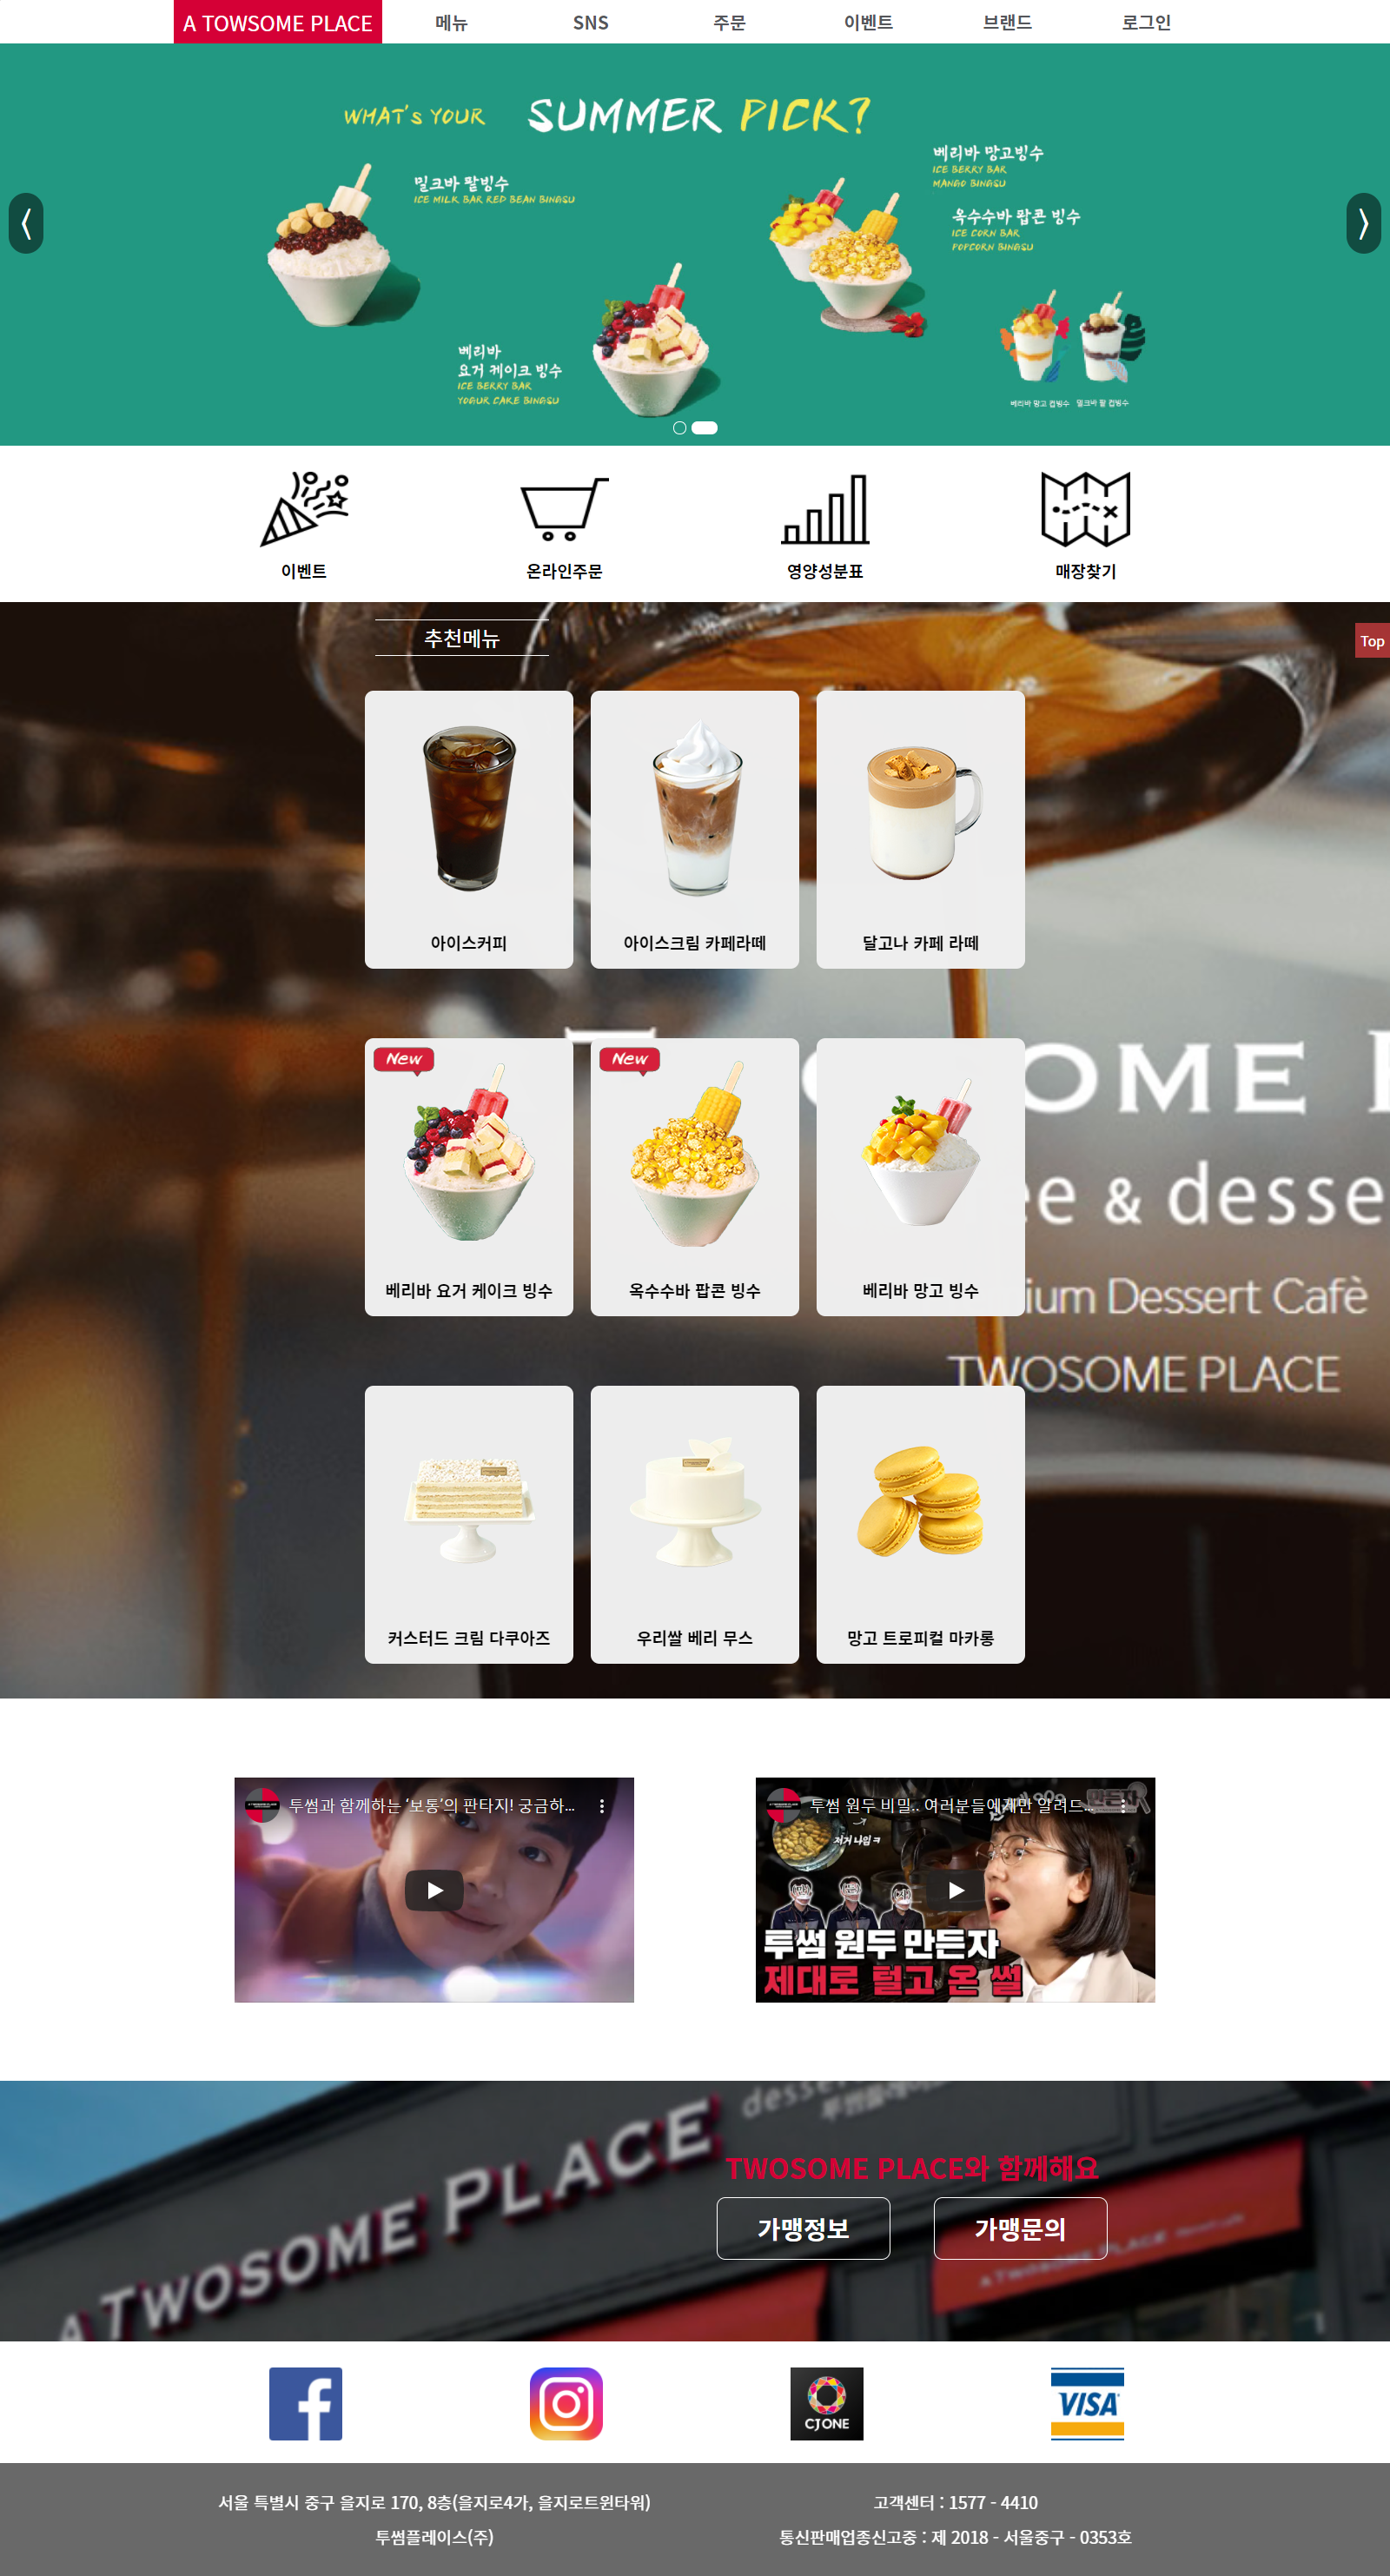 A TOWSOME PLACE
메뉴
SNS
주문
이벤트
브랜드
로그인
WHAT's YOUR SUMMER PICK?
밀크바 팥빙수
ICE MILK BAR RED BEAN BINGSU
베리바 망고빙수
ICE BERRY BAR
MANGO BINGSU
옥수수바 팝콘 빙수
ICE CORN BAR
POPCORN BINGSU
베리바
요거 케이크 빙수
ICE BERRY BAR
YOGUR CAKE BINGSU
베리바 망고 컵빙수
밀크바 팥 컵빙수
이벤트
온라인주문
영양성분표
매장찾기
추천메뉴
Top
아이스커피
아이스크림 카페라떼
달고나 카페 라떼
OME
New
New
ee & desse
베리바 요거 케이크 빙수
옥수수바 팝콘 빙수
베리바 망고 빙수
ium Dessert Cafè
TWOSOME PLACE
커스터드 크림 다쿠아즈
우리쌀 베리 무스
망고 트로피컬 마카롱
투썸과 함께하는 '보통'의 판타지! 궁금하...
투썸 원두 비밀.. 여러분들에게만 알려드...
저거 나임 ㅋ
투썸 원두 만든자
제대로 털고 온 썰
A TWOSOME PLACE
TWOSOME PLACE와 함께해요
가맹정보
가맹문의
A TWOSOME PLACE
CJ ONE
VISA
서울 특별시 중구 을지로 170, 8층(을지로4가, 을지로트윈타워)
투썸플레이스(주)
고객센터 : 1577 - 4410
통신판매업종신고중 : 제 2018 - 서울중구 - 0353호